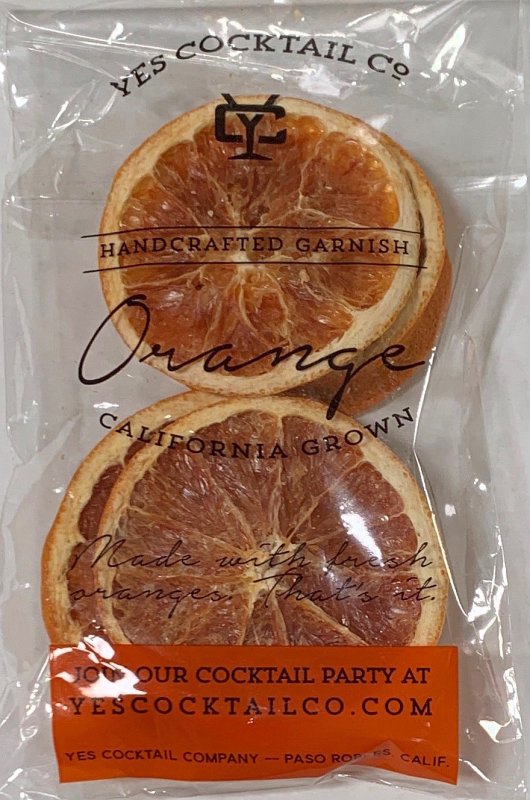 YES COCKTAIL Co
YC
HANDCRAFTED GARNISH
Orange
CALIFORNIA GROWN
Made with fresh
oranges. That's it.
JOIN OUR COCKTAIL PARTY AT
YESCOCKTAILCO.COM
YES COCKTAIL COMPANY — PASO ROBLES, CALIF.